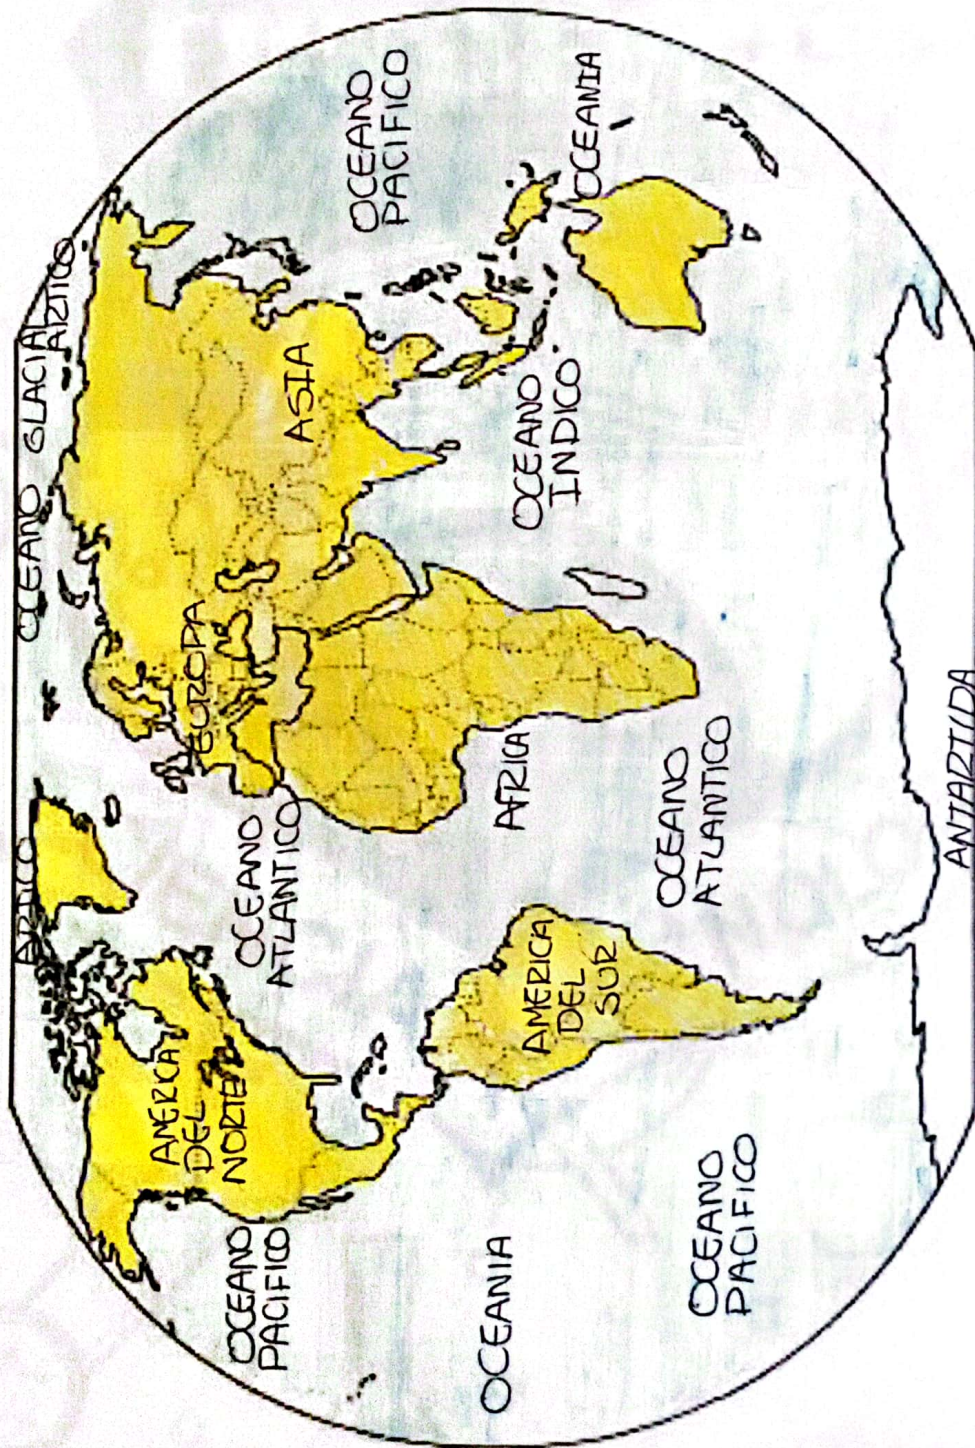 ARTICO
OCEANO GLACIAL
ARTICO
AMERICA
DEL
NORTE
OCEANO
ATLANTICO
EUROPA
ASIA
OCEANO
PACIFICO
OCEANO
PACIFICO
OCEANIA
AMERICA
DEL
SUR
AFRICA
OCEANO
INDICO
OCEANIA
OCEANO
PACIFICO
OCEANO
ATLANTICO
ANTARTIDA